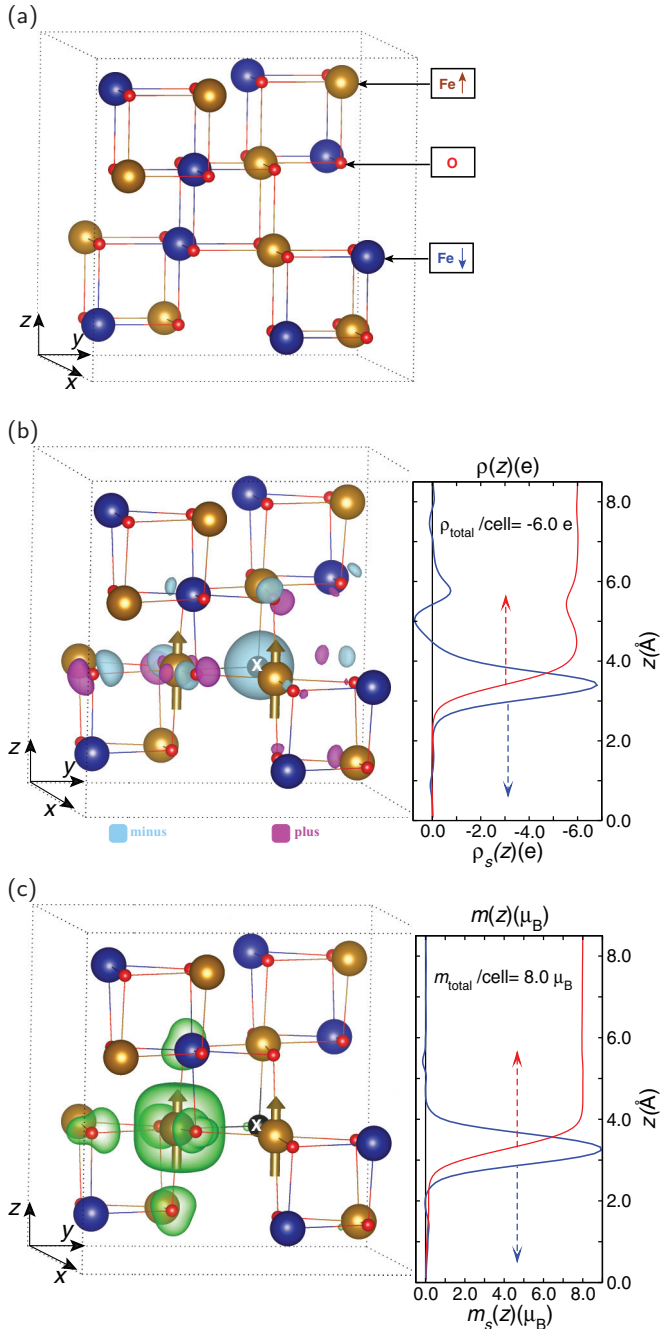 (a)
Fe↑
O
Fe↓
z
y
x
(b)
ρ(z)(e)
8.0
ρtotal /cell= -6.0 e
6.0
z(Å)
4.0
X
2.0
z
y
x
0.0
0.0 -2.0 -4.0 -6.0
minus plus
ρs(z)(e)
(c)
m(z)(μB)
8.0
mtotal /cell= 8.0 μB
6.0
z(Å)
4.0
X
2.0
z
y
x
0.0
0.0 2.0 4.0 6.0 8.0
ms(z)(μB)